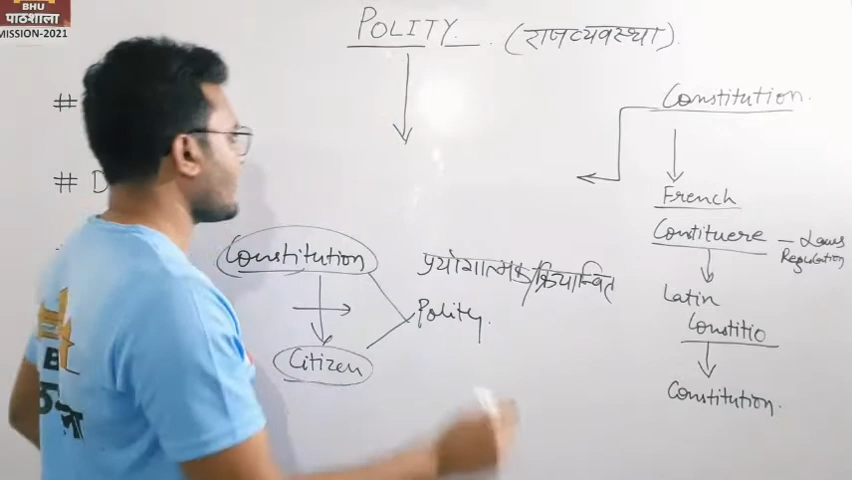 BHU
पाठशाला
MISSION-2021
POLITY. (राजव्यवस्था).
#
# D
Constitution.
French
Constituere – Laws
Regulation
Latin
Constitio
Constitution.
Constitution
प्रयोगात्मक/क्रियान्वित
Polity.
Citizen